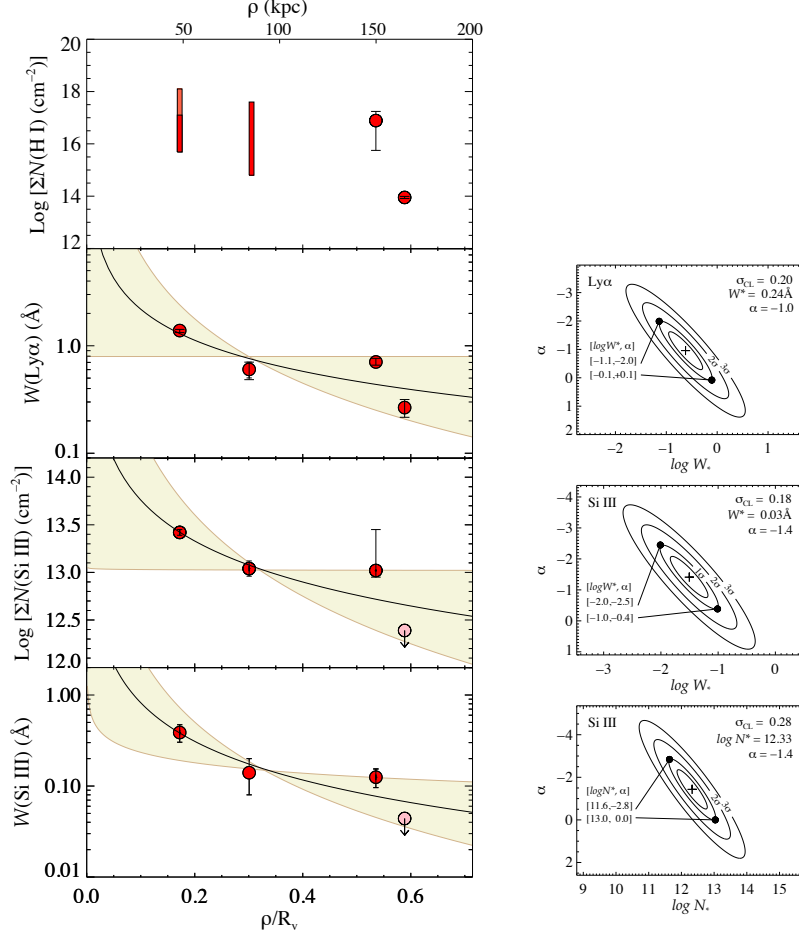 ρ (kpc)
0 50 100 150 200
20
18
16
14
12
Log [ΣN(H I) (cm⁻²)]
1.0
0.1
W(Lyα) (Å)
14.0
13.5
13.0
12.5
12.0
Log [ΣN(Si III) (cm⁻²)]
1.00
0.10
0.01
W(Si III) (Å)
0.0 0.2 0.4 0.6
ρ/Rᵥ
Lyα
σCL = 0.20
W* = 0.24Å
α = −1.0
[logW*, α]
[−1.1,−2.0]
[−0.1,+0.1]
2σ 3σ
−3
−2
−1
0
1
2
α
−2 −1 0 1
log W*
Si III
σCL = 0.18
W* = 0.03Å
α = −1.4
[logW*, α]
[−2.0,−2.5]
[−1.0,−0.4]
1σ 2σ 3σ
−4
−3
−2
−1
0
1
α
−3 −2 −1 0
log W*
Si III
σCL = 0.28
log N* = 12.33
α = −1.4
[logN*, α]
[11.6,−2.8]
[13.0, 0.0]
2σ 3σ
−4
−2
0
2
α
9 10 11 12 13 14 15
log N*